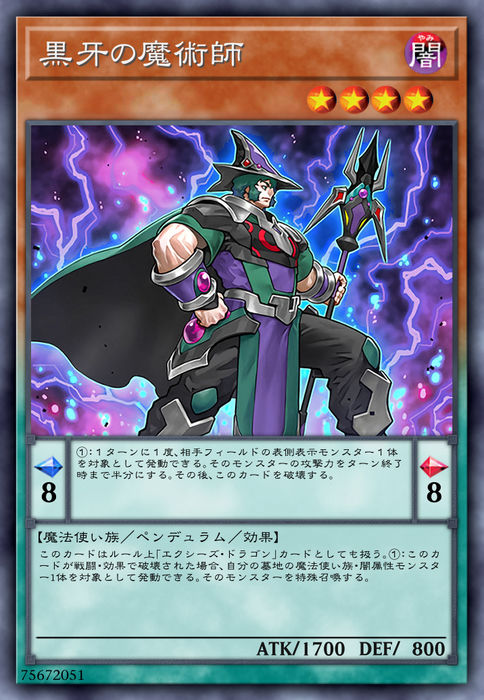 黒牙の魔術師
やみ
闇
①:1ターンに1度、相手フィールドの表側表示モンスター1体
を対象として発動できる。そのモンスターの攻撃力をターン終了
時まで半分にする。その後、このカードを破壊する。
8
8
【魔法使い族/ペンデュラム/効果】
このカードはルール上「エクシーズ・ドラゴン」カードとしても扱う。①:このカ
ードが戦闘・効果で破壊された場合、自分の墓地の魔法使い族・闇属性モンスタ
ー1体を対象として発動できる。そのモンスターを特殊召喚する。
ATK/1700 DEF/ 800
75672051